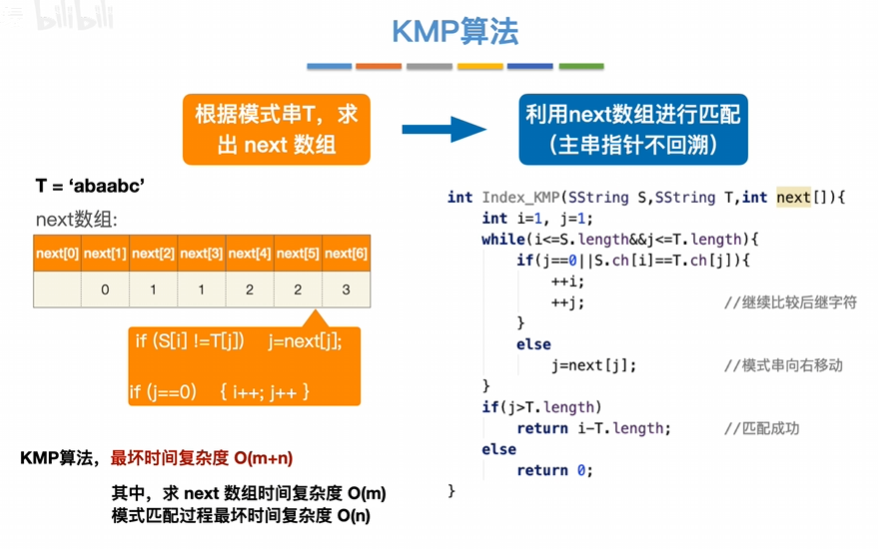 bilibili
KMP算法
根据模式串T，求
出 next 数组
利用next数组进行匹配
（主串指针不回溯）
T = ‘abaabc’
next数组:
next[0] next[1] next[2] next[3] next[4] next[5] next[6]
0 1 1 2 2 3
if (S[i] !=T[j]) j=next[j];
if (j==0) { i++; j++ }
KMP算法，最坏时间复杂度 O(m+n)
其中，求 next 数组时间复杂度 O(m)
模式匹配过程最坏时间复杂度 O(n)
int Index_KMP(SString S,SString T,int next[]){
int i=1, j=1;
while(i<=S.length&&j<=T.length){
if(j==0||S.ch[i]==T.ch[j]){
++i;
++j; //继续比较后继字符
}
else
j=next[j]; //模式串向右移动
}
if(j>T.length)
return i-T.length; //匹配成功
else
return 0;
}